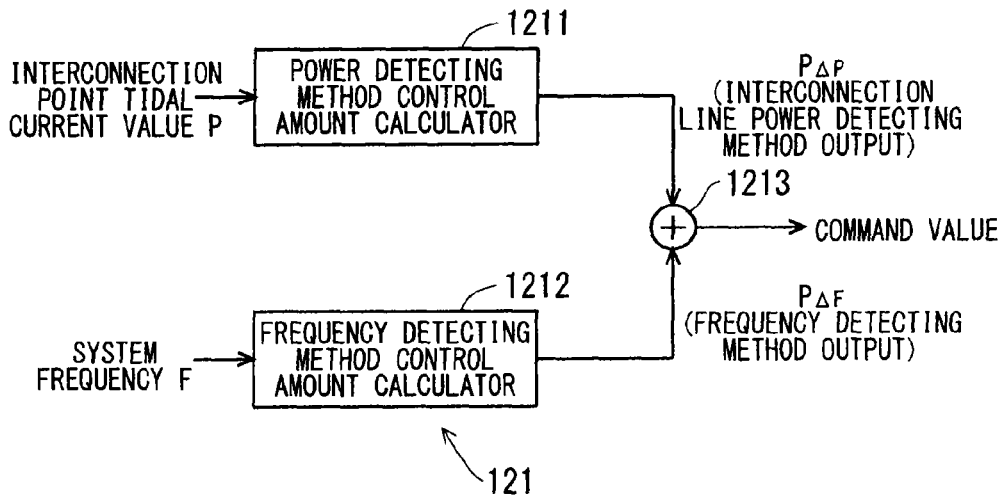 1211
INTERCONNECTION
POINT TIDAL
CURRENT VALUE P
POWER DETECTING
METHOD CONTROL
AMOUNT CALCULATOR
P△P
(INTERCONNECTION
LINE POWER DETECTING
METHOD OUTPUT)
1213
+
COMMAND VALUE
1212
SYSTEM
FREQUENCY F
FREQUENCY DETECTING
METHOD CONTROL
AMOUNT CALCULATOR
P△F
(FREQUENCY DETECTING
METHOD OUTPUT)
121